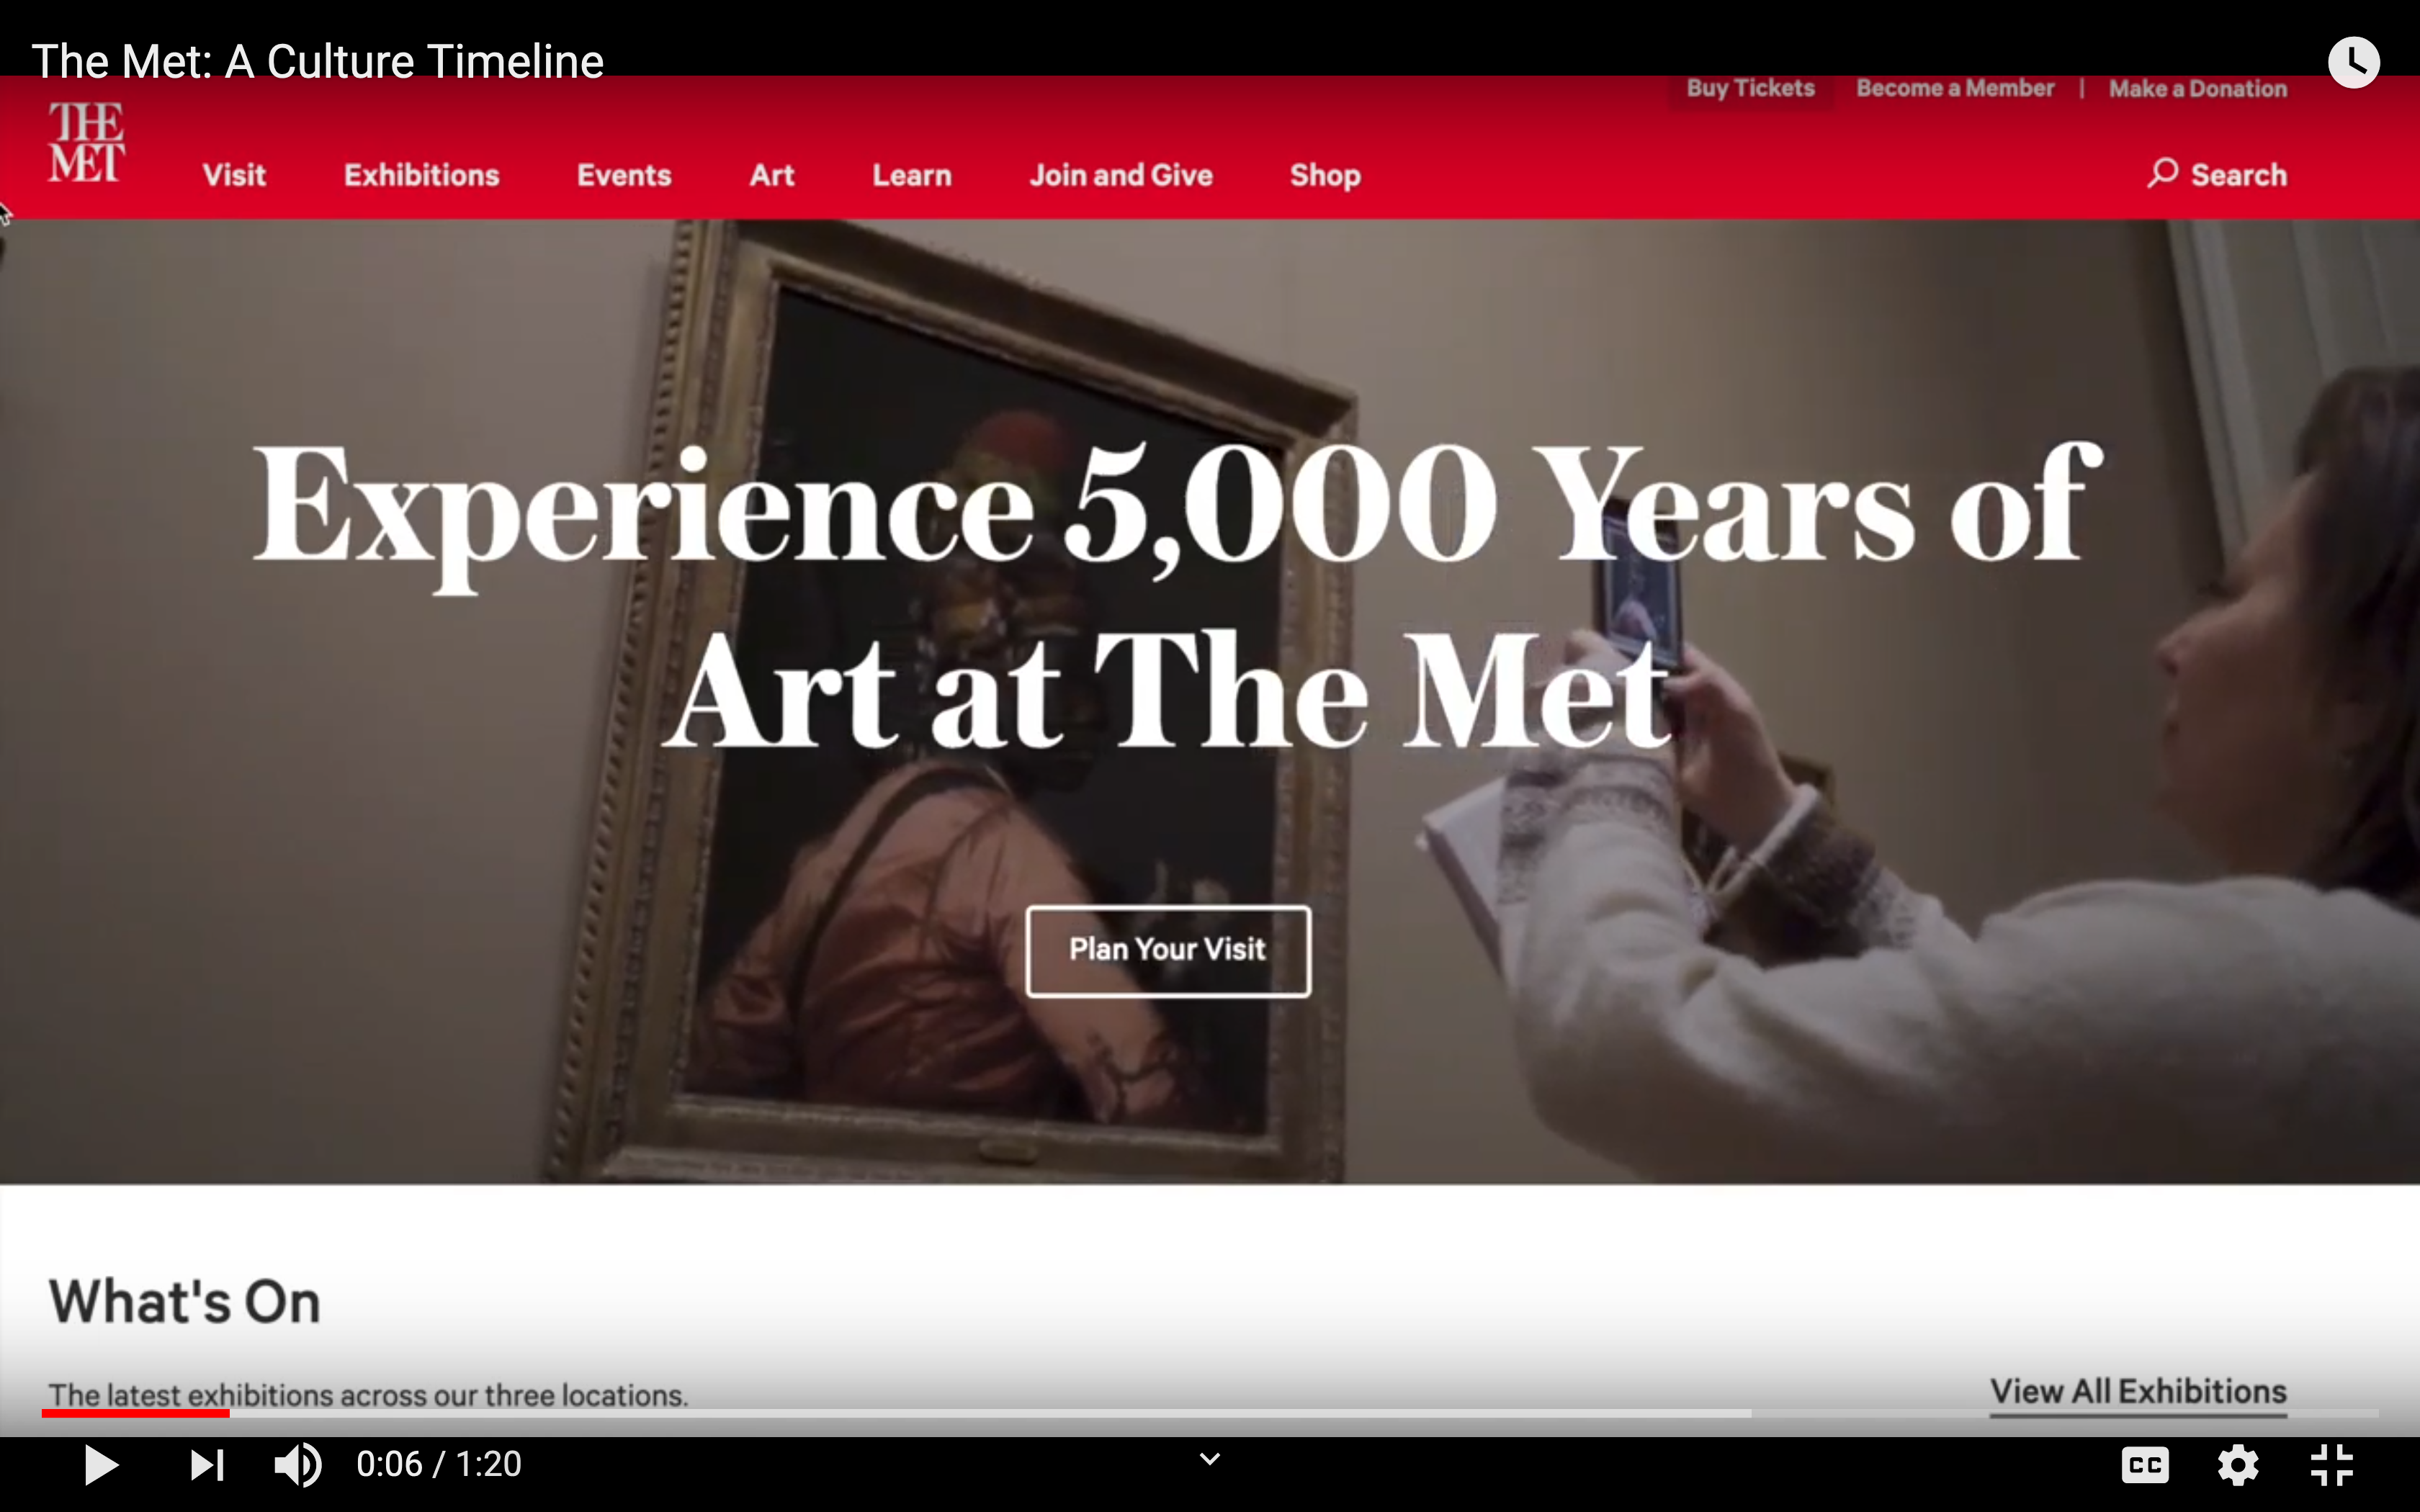 The Met: A Culture Timeline
Buy Tickets Become a Member | Make a Donation
THE
MET
Visit Exhibitions Events Art Learn Join and Give Shop Search
Experience 5,000 Years of
Art at The Met
Plan Your Visit
What's On
The latest exhibitions across our three locations.
View All Exhibitions
0:06 / 1:20
CC